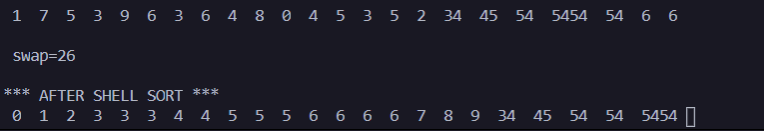 1 7 5 3 9 6 3 6 4 8 0 4 5 3 5 2 34 45 54 5454 54 6 6
swap=26
*** AFTER SHELL SORT ***
0 1 2 3 3 3 4 4 5 5 5 6 6 6 6 7 8 9 34 45 54 54 5454